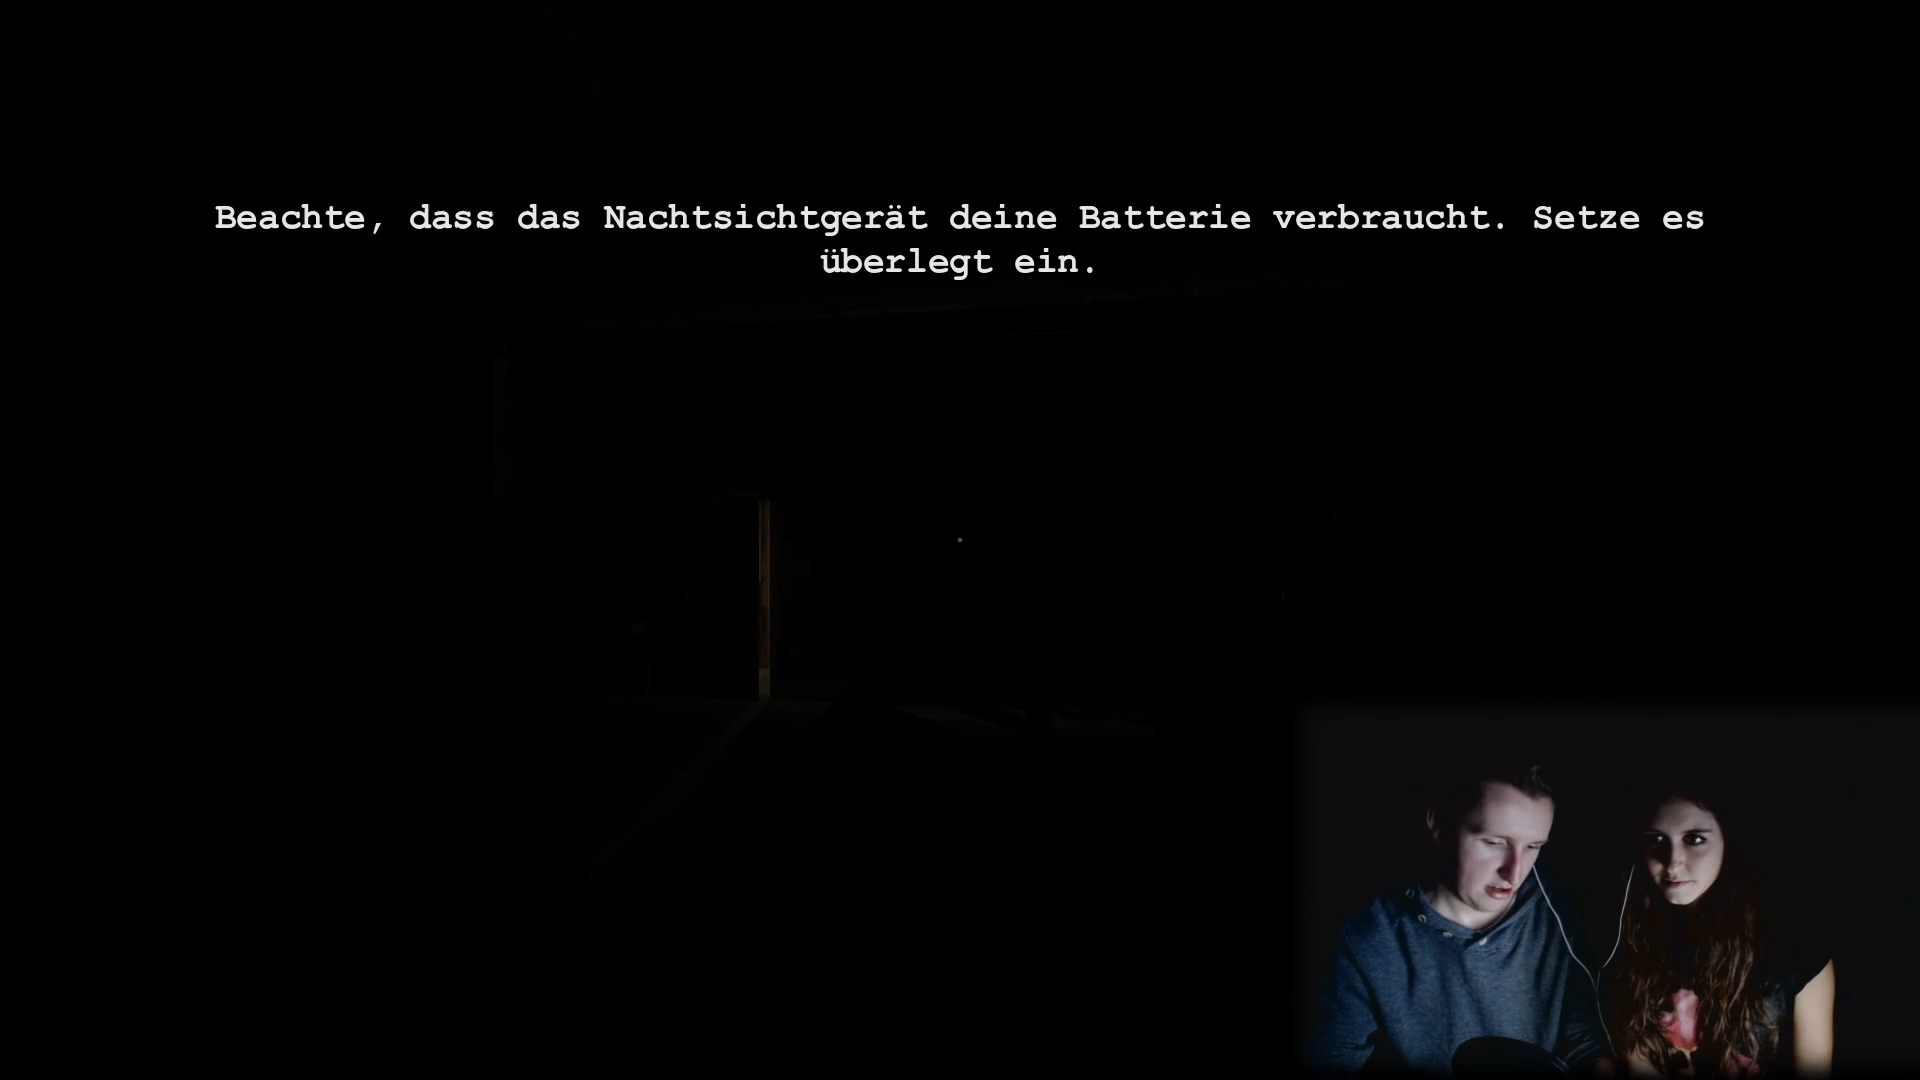 Beachte, dass das Nachtsichtgerät deine Batterie verbraucht. Setze es
überlegt ein.